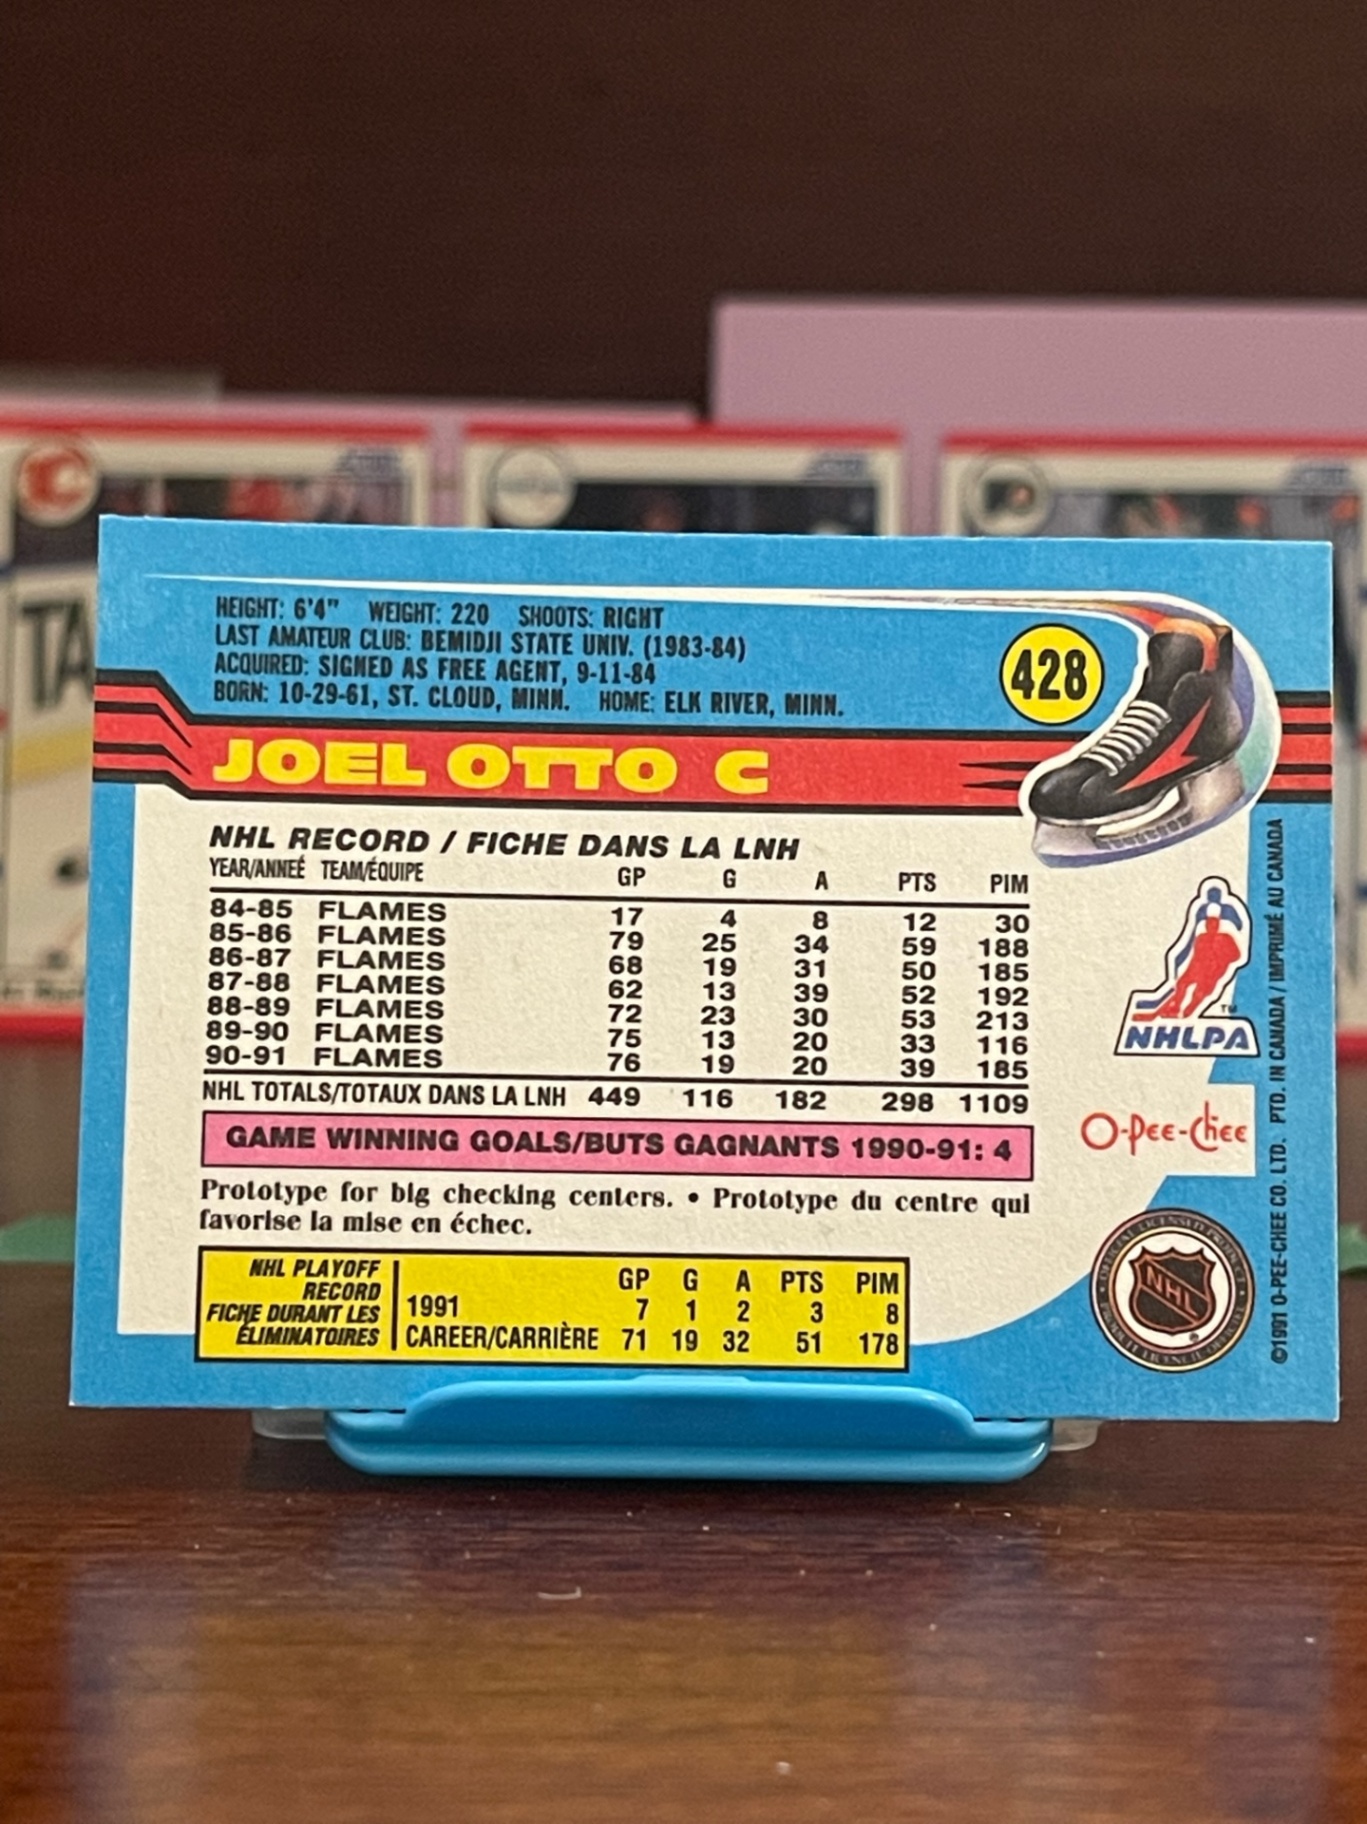 HEIGHT: 6'4" WEIGHT: 220 SHOOTS: RIGHT
LAST AMATEUR CLUB: BEMIDJI STATE UNIV. (1983-84)
ACQUIRED: SIGNED AS FREE AGENT, 9-11-84
BORN: 10-29-61, ST. CLOUD, MINN. HOME: ELK RIVER, MINN.
428
JOEL OTTO C
NHL RECORD / FICHE DANS LA LNH
YEAR/ANNEÉ TEAM/ÉQUIPE GP G A PTS PIM
84-85 FLAMES 17 4 8 12 30
85-86 FLAMES 79 25 34 59 188
86-87 FLAMES 68 19 31 50 185
87-88 FLAMES 62 13 39 52 192
88-89 FLAMES 72 23 30 53 213
89-90 FLAMES 75 13 20 33 116
90-91 FLAMES 76 19 20 39 185
NHL TOTALS/TOTAUX DANS LA LNH 449 116 182 298 1109
GAME WINNING GOALS/BUTS GAGNANTS 1990-91: 4
Prototype for big checking centers. • Prototype du centre qui
favorise la mise en échec.
NHL PLAYOFF
RECORD
FICHE DURANT LES
ÉLIMINATOIRES
GP G A PTS PIM
1991 7 1 2 3 8
CAREER/CARRIÈRE 71 19 32 51 178
TM
NHLPA
O-Pee-Chee
NHL
©1991 O-PEE-CHEE CO. LTD. PTD. IN CANADA / IMPRIMÉ AU CANADA
TA